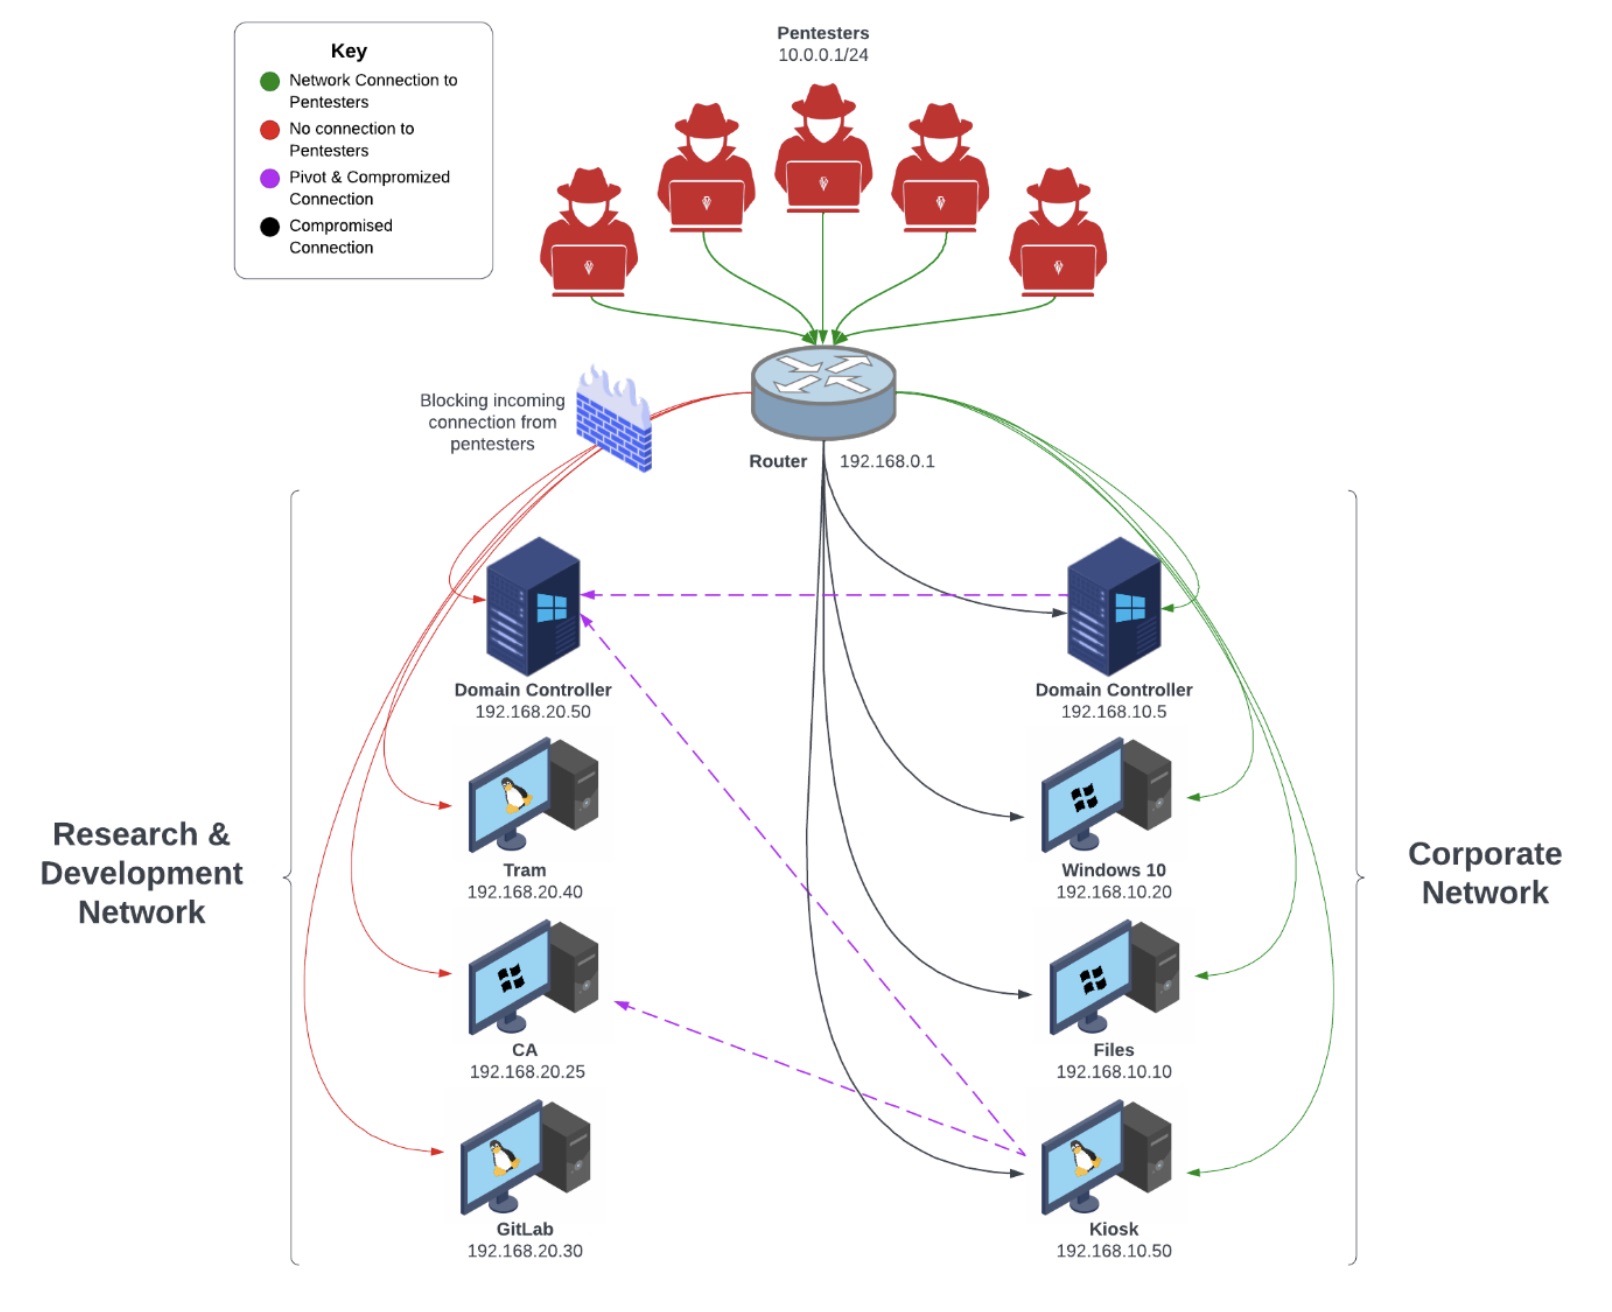 Pentesters
10.0.0.1/24
Key
Network Connection to
Pentesters
No connection to
Pentesters
Pivot & Compromized
Connection
Compromised
Connection
Blocking incoming
connection from
pentesters
Router 192.168.0.1
Research &
Development
Network
Domain Controller
192.168.20.50
Tram
192.168.20.40
CA
192.168.20.25
GitLab
192.168.20.30
Domain Controller
192.168.10.5
Windows 10
192.168.10.20
Files
192.168.10.10
Kiosk
192.168.10.50
Corporate
Network